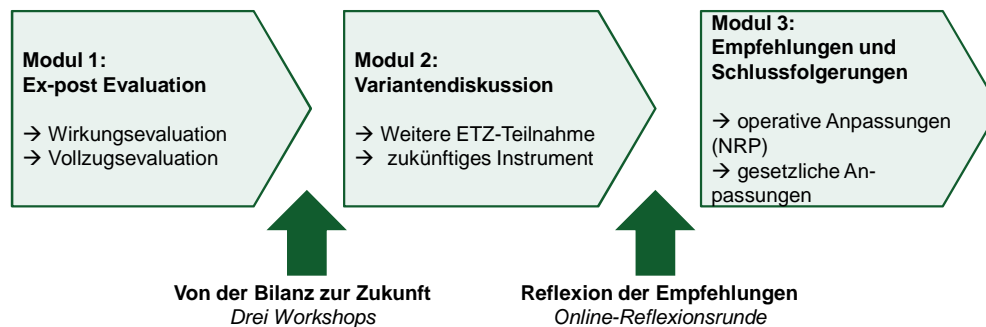 Modul 1:
Ex-post Evaluation
→ Wirkungsevaluation
→ Vollzugsevaluation
Modul 2:
Variantendiskussion
→ Weitere ETZ-Teilnahme
→ zukünftiges Instrument
Modul 3:
Empfehlungen und
Schlussfolgerungen
→ operative Anpassungen
(NRP)
→ gesetzliche An-
passungen
Von der Bilanz zur Zukunft
Drei Workshops
Reflexion der Empfehlungen
Online-Reflexionsrunde